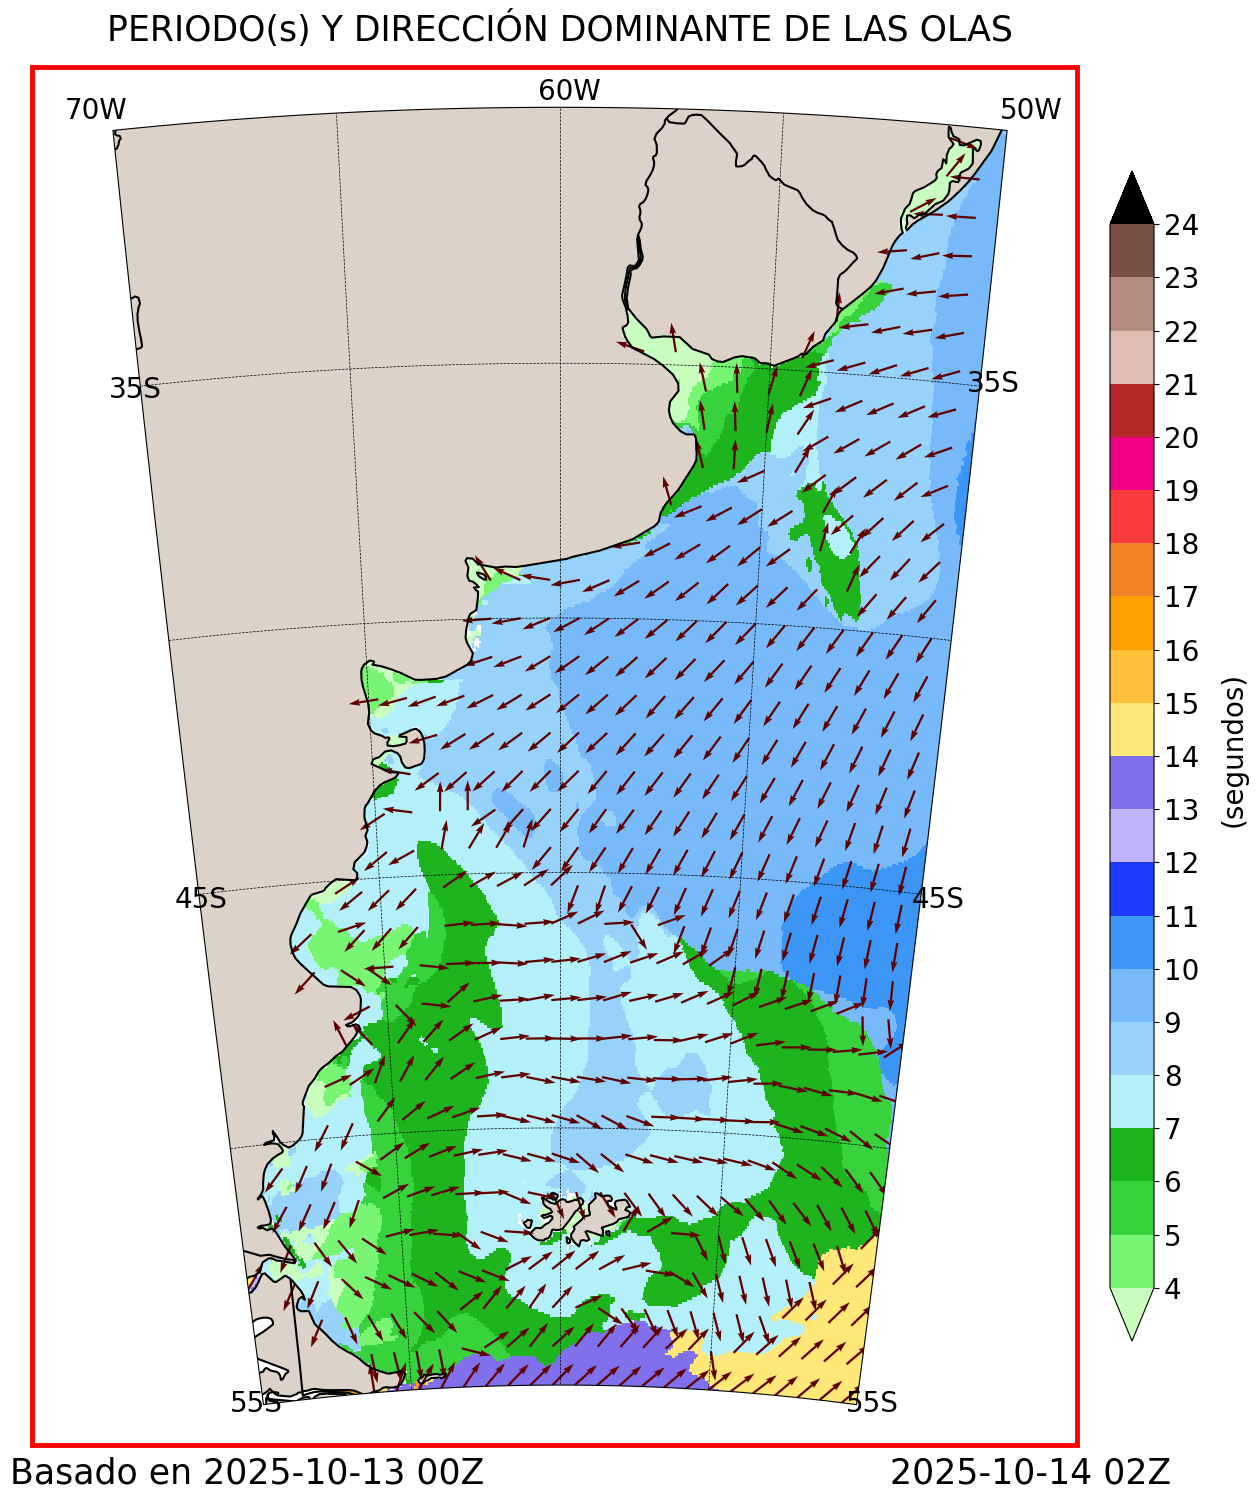 PERIODO(s) Y DIRECCIÓN DOMINANTE DE LAS OLAS
70W
60W
50W
35S
35S
45S
45S
55S
55S
24
23
22
21
20
19
18
17
16
15
14
13
12
11
10
9
8
7
6
5
4
(segundos)
Basado en 2025-10-13 00Z
2025-10-14 02Z